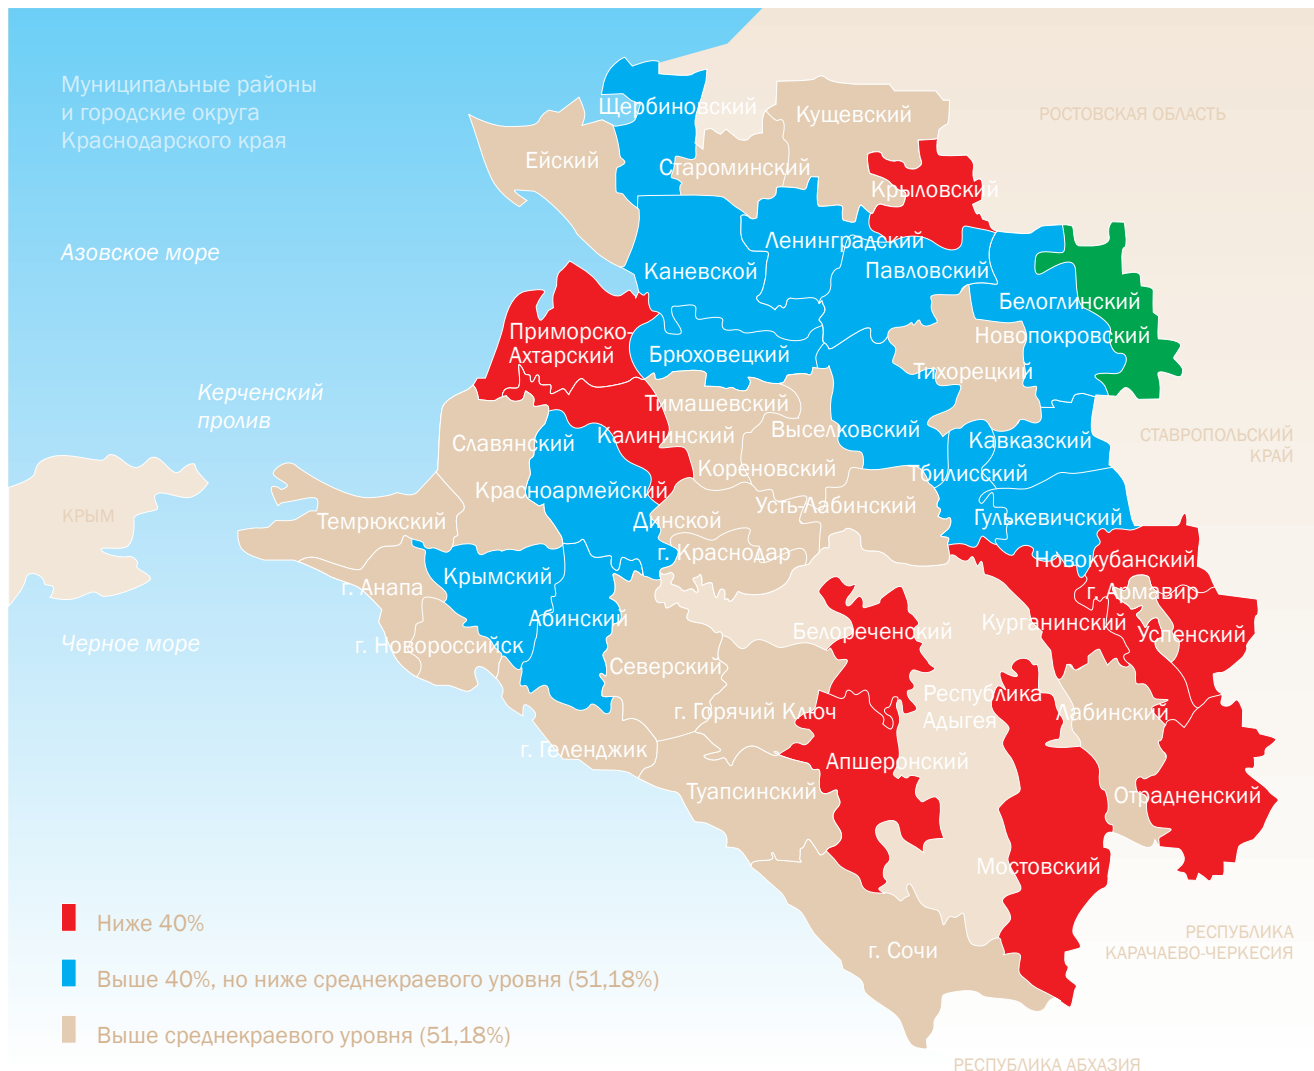 Муниципальные районы
и городские округа
Краснодарского края
Щербиновский
Кущевский
РОСТОВСКАЯ ОБЛАСТЬ
Ейский
Староминский
Крыловский
Азовское море
Ленинградский
Каневской
Павловский
Белоглинский
Приморско-
Ахтарский
Новопокровский
Брюховецкий
Тихорецкий
Керченский
пролив
Тимашевский
Славянский
Калининский
Выселковский
Кавказский
СТАВРОПОЛЬСКИЙ
КРАЙ
Кореновский
Тбилисский
Красноармейский
Усть-Лабинский
КРЫМ
Темрюкский
Динской
Гулькевичский
г. Краснодар
Новокубанский
Крымский
г. Анапа
г. Армавир
Абинский
Курганинский
Белореченский
Успенский
Черное море
г. Новороссийск
Северский
Республика
Адыгея
г. Горячий Ключ
Лабинский
г. Геленджик
Апшеронский
Туапсинский
Отрадненский
Мостовский
Ниже 40%
РЕСПУБЛИКА
КАРАЧАЕВО-ЧЕРКЕСИЯ
г. Сочи
Выше 40%, но ниже среднекраевого уровня (51,18%)
Выше среднекраевого уровня (51,18%)
РЕСПУБЛИКА АБХАЗИЯ